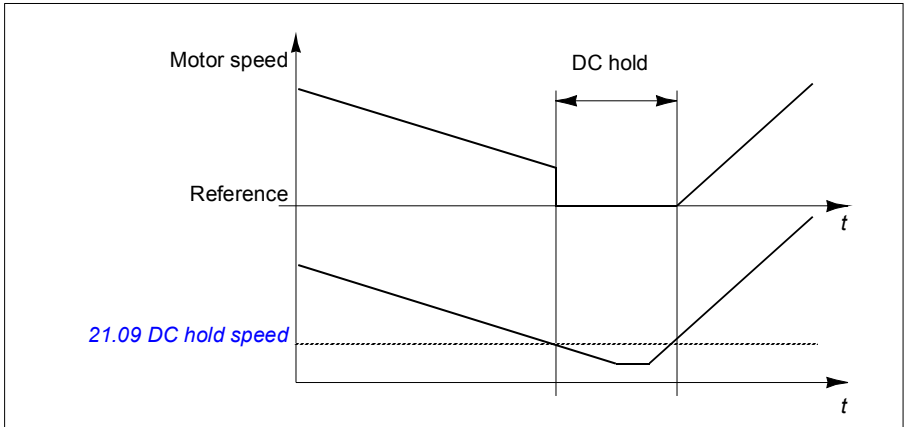 Motor speed
DC hold
Reference
t
21.09 DC hold speed
t